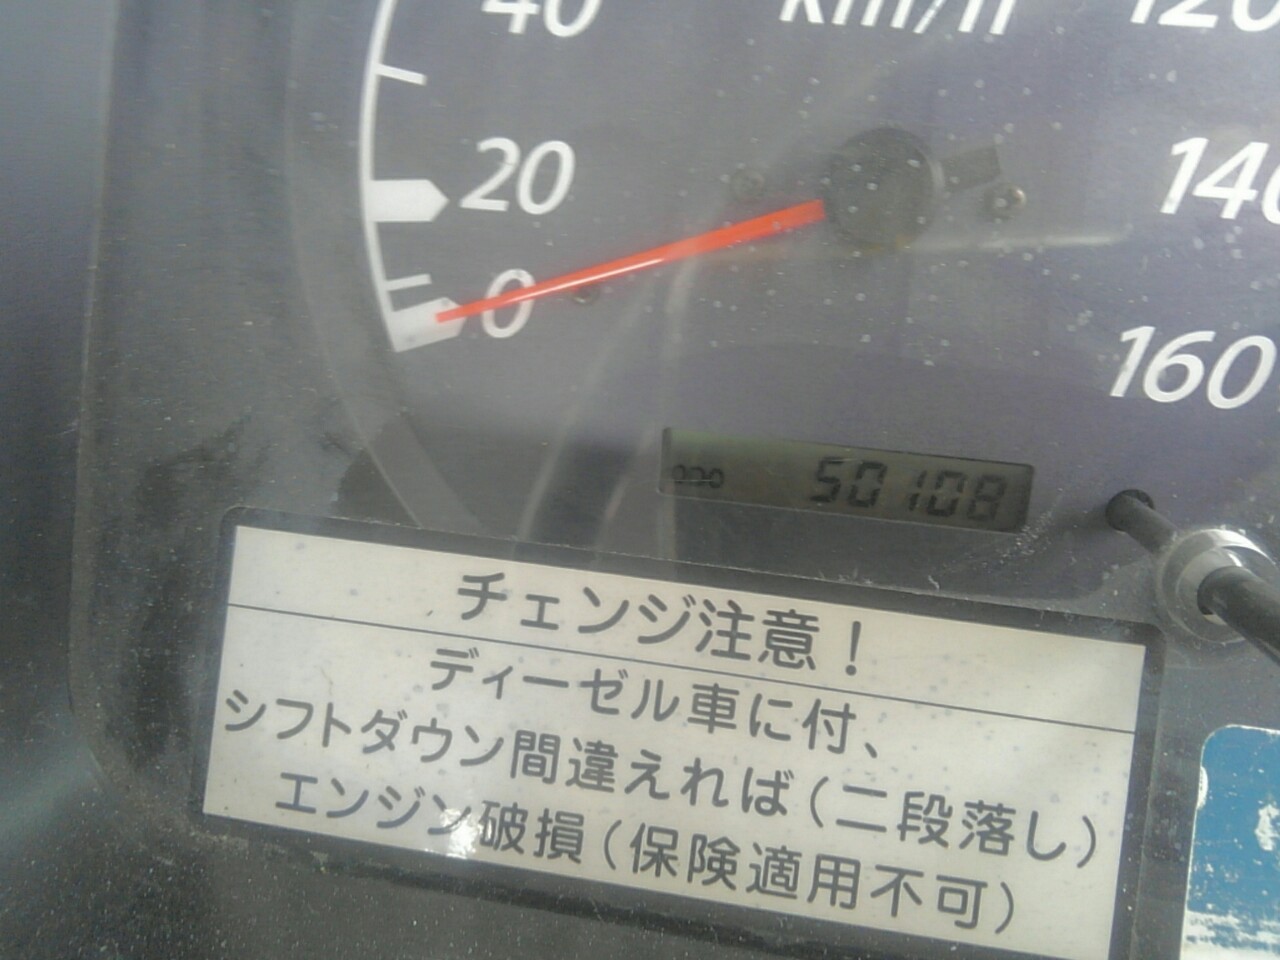 40
km/h
120
20
140
0
160
ODO 50108
チェンジ注意！
ディーゼル車に付、
シフトダウン間違えれば（二段落し）
エンジン破損（保険適用不可）